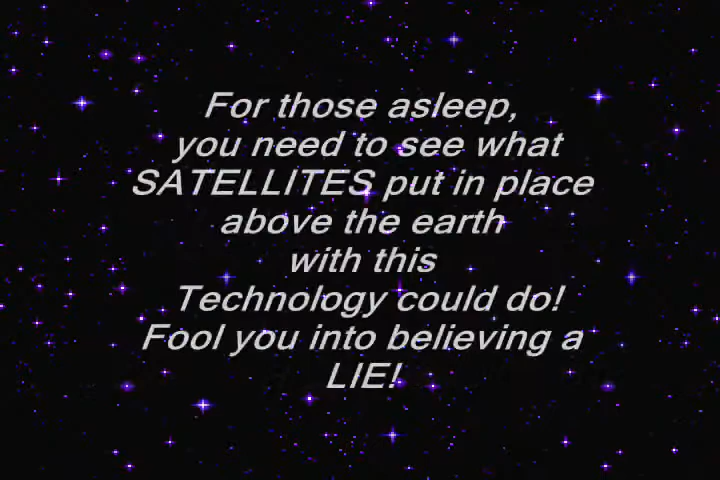 For those asleep,
you need to see what
SATELLITES put in place
above the earth
with this
Technology could do!
Fool you into believing a
LIE!